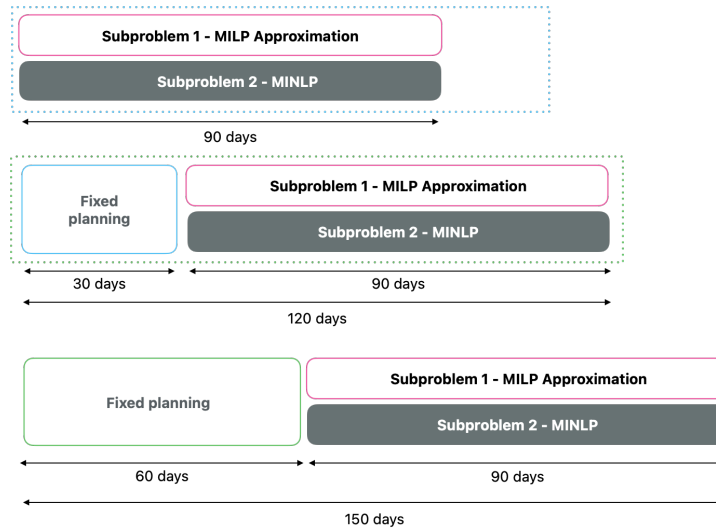 Subproblem 1 - MILP Approximation
Subproblem 2 - MINLP
90 days
Fixed
planning
Subproblem 1 - MILP Approximation
Subproblem 2 - MINLP
30 days
90 days
120 days
Fixed planning
Subproblem 1 - MILP Approximation
Subproblem 2 - MINLP
60 days
90 days
150 days